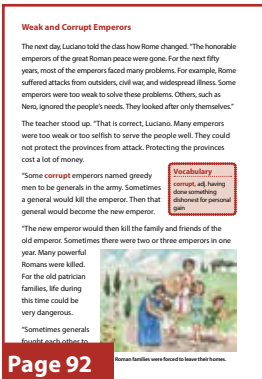 Weak and Corrupt Emperors
The next day, Luciano told the class how Rome changed. "The honorable
emperors of the great Roman peace were gone. For the next fifty
years, most of the emperors faced many problems. For example, Rome
suffered attacks from outsiders, civil war, and widespread illness. Some
emperors were too weak to solve these problems. Others, such as
Nero, ignored the people's needs. They looked after only themselves."
The teacher stood up. "That is correct, Luciano. Many emperors
were too weak or too selfish to serve the people well. They could
not protect the provinces from attack. Protecting the provinces
cost a lot of money.
"Some corrupt emperors named greedy
men to be generals in the army. Sometimes
a general would kill the emperor. Then that
general would become the new emperor.
Vocabulary
corrupt, adj. having
done something
dishonest for personal
gain
"The new emperor would then kill the family and friends of the
old emperor. Sometimes there were two or three emperors in one
year. Many powerful
Romans were killed.
For the old patrician
families, life during
this time could be
very dangerous.
"Sometimes generals
fought each other to
Roman families were forced to leave their homes.
Page 92